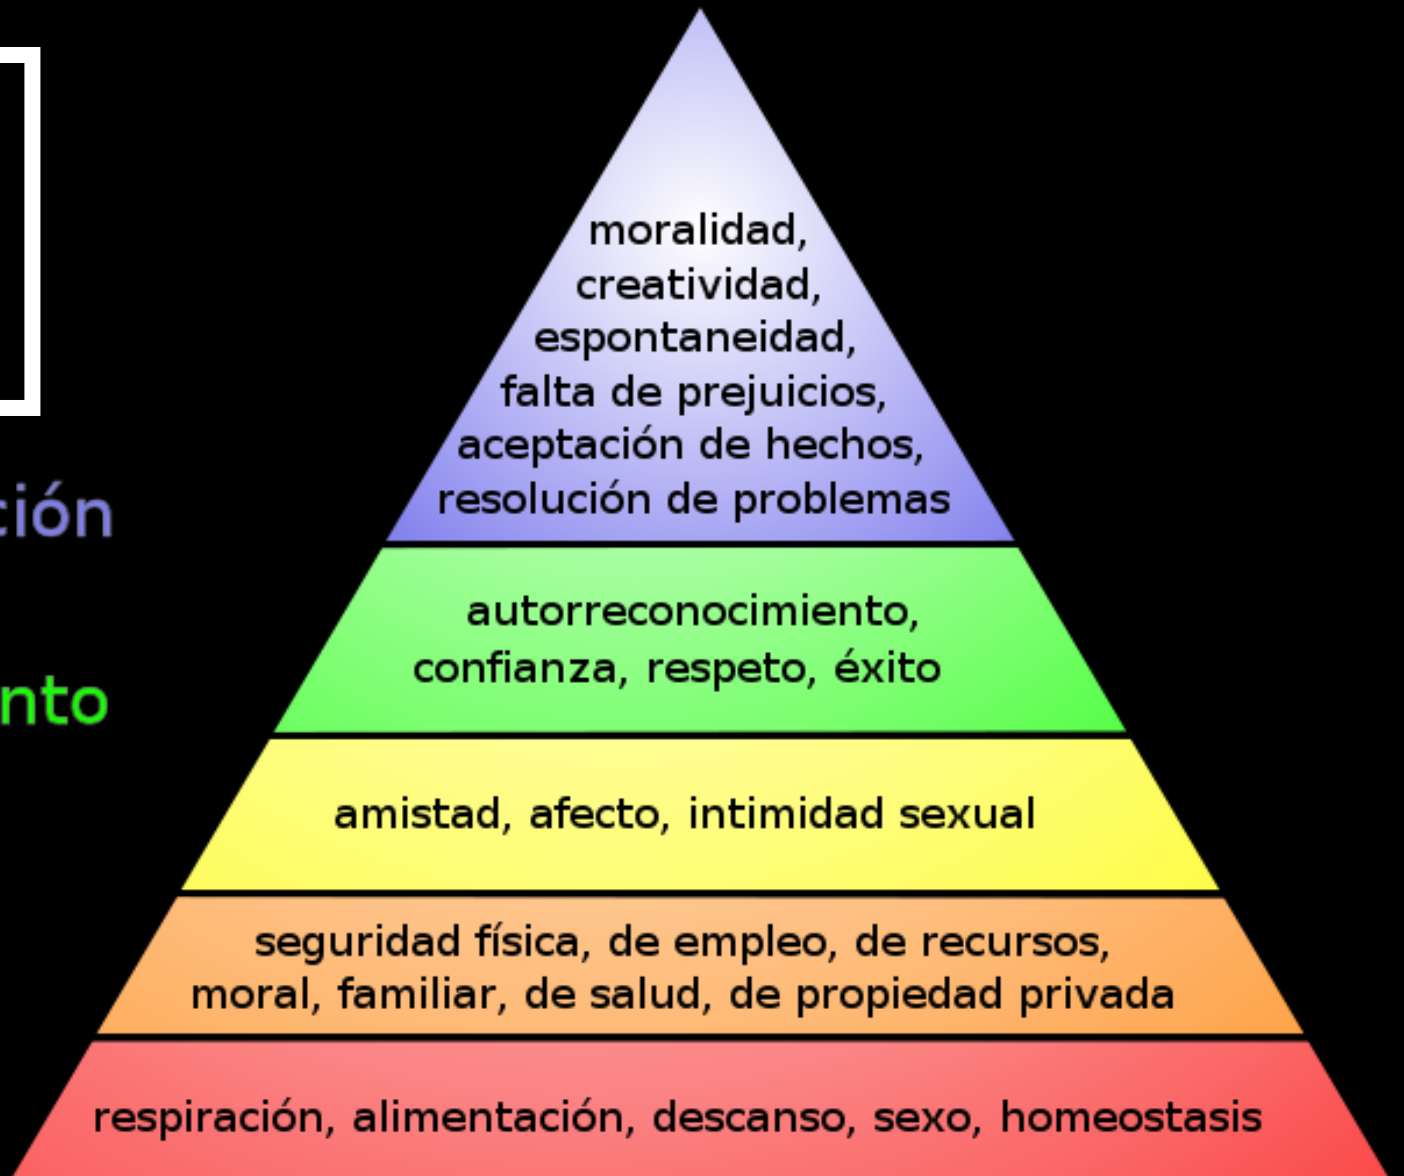 moralidad,
creatividad,
espontaneidad,
falta de prejuicios,
aceptación de hechos,
resolución de problemas
ción
autorreconocimiento,
confianza, respeto, éxito
nto
amistad, afecto, intimidad sexual
seguridad física, de empleo, de recursos,
moral, familiar, de salud, de propiedad privada
respiración, alimentación, descanso, sexo, homeostasis